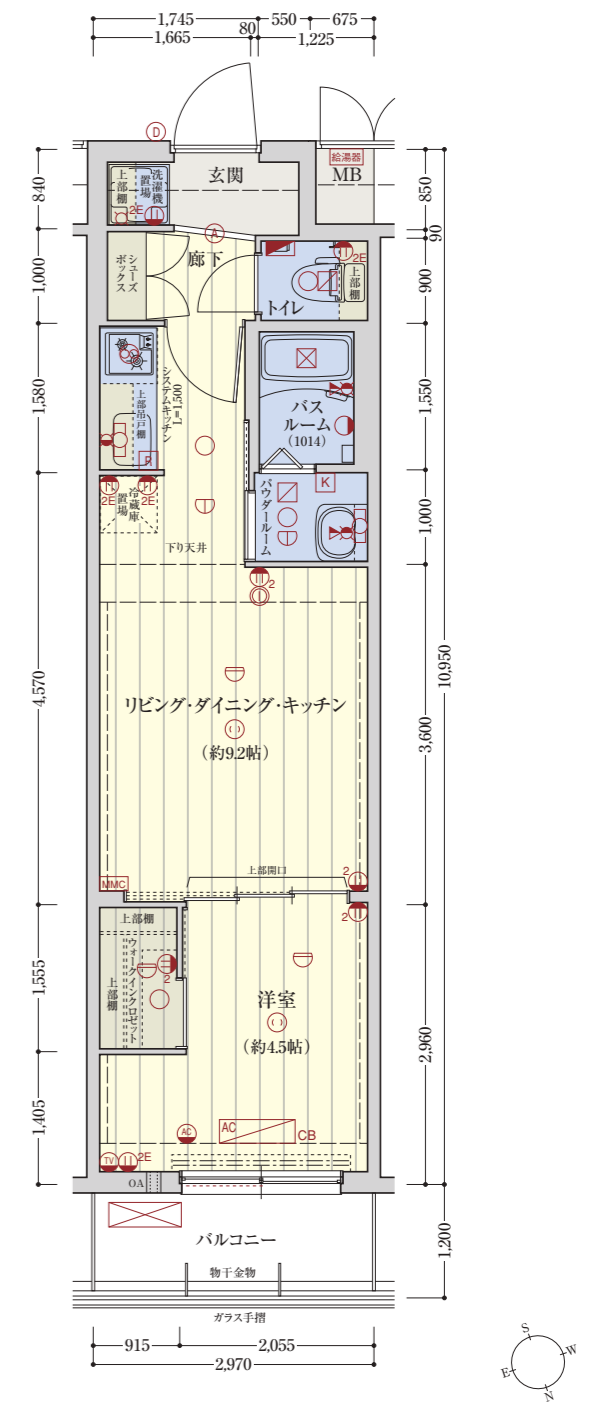 1,745 550 675
1,665 80 1,225
D
給湯器
MB
玄関
上部棚
洗濯機置場
2E
A
廊下
シューズボックス
トイレ
2E
上部棚
システムキッチン
L=1,500
上部吊戸棚
R
バスルーム
(1014)
K
パウダールーム
2E
2E
冷蔵庫置場
下り天井
2
リビング・ダイニング・キッチン
(約9.2帖)
MMC
上部開口
2
2
上部棚
上部棚
ウォークインクロゼット
2
洋室
(約4.5帖)
AC
AC
CB
TV
2E
OA
バルコニー
物干金物
ガラス手摺
840
1,000
1,580
4,570
1,555
1,405
850
90
900
1,550
1,000
3,600
2,960
10,950
1,200
915 2,055
2,970
S
W
E
N